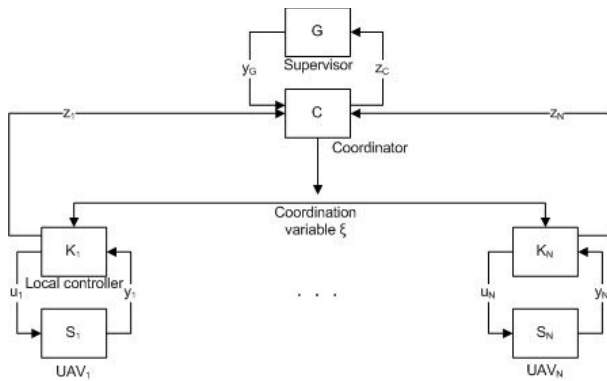 G
Supervisor
y_G
z_C
C
Coordinator
z_1
z_N
Coordination
variable ξ
K_1
Local controller
u_1
y_1
S_1
UAV_1
. . .
K_N
u_N
y_N
S_N
UAV_N